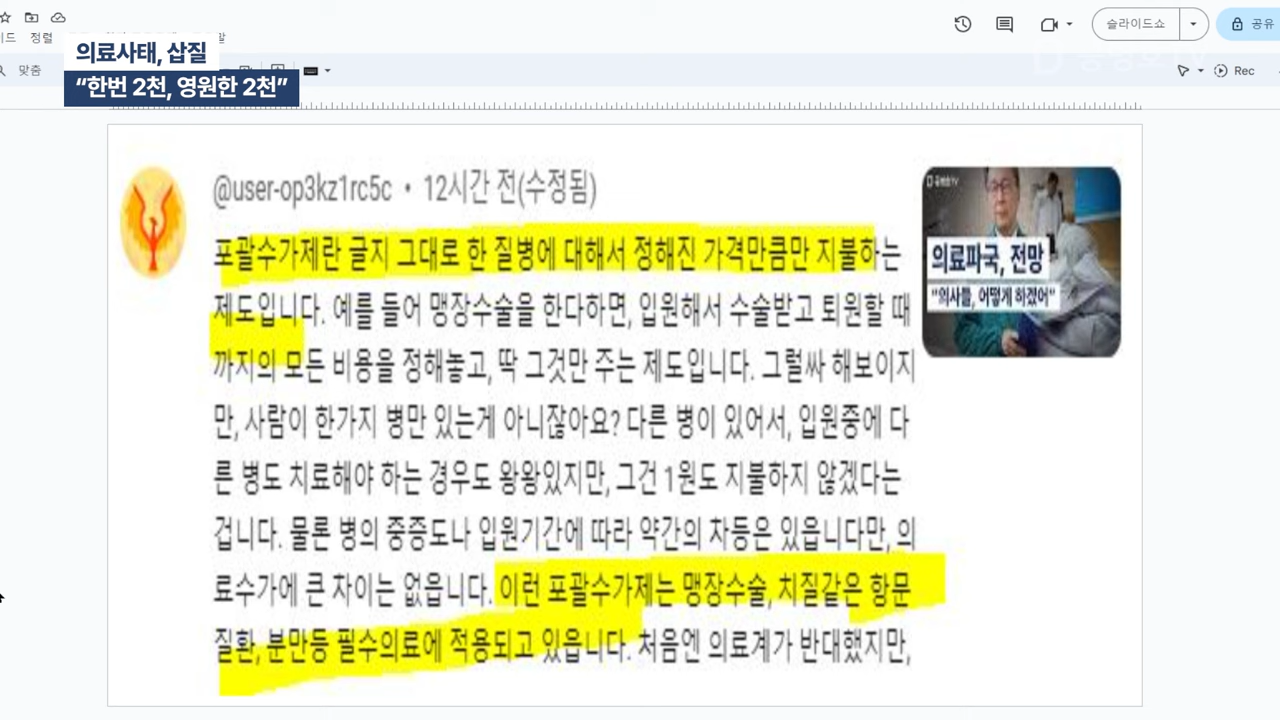 정렬
슬라이드쇼
공유
의료사태, 삽질
맞춤
Rec
“한번 2천, 영원한 2천”
@user-op3kz1rc5c • 12시간 전(수정됨)
포괄수가제란 글지 그대로 한 질병에 대해서 정해진 가격만큼만 지불하는
제도입니다. 예를 들어 맹장수술을 한다하면, 입원해서 수술받고 퇴원할 때
까지의 모든 비용을 정해놓고, 딱 그것만 주는 제도입니다. 그럴싸 해보이지
만, 사람이 한가지 병만 있는게 아니잖아요? 다른 병이 있어서, 입원중에 다
른 병도 치료해야 하는 경우도 왕왕있지만, 그건 1원도 지불하지 않겠다는
겁니다. 물론 병의 중증도나 입원기간에 따라 약간의 차등은 있읍니다만, 의
료수가에 큰 차이는 없읍니다. 이런 포괄수가제는 맹장수술, 치질같은 항문
질환, 분만등 필수의료에 적용되고 있읍니다. 처음엔 의료계가 반대했지만,
의료파국, 전망
"의사들, 어떻게 하겠어"